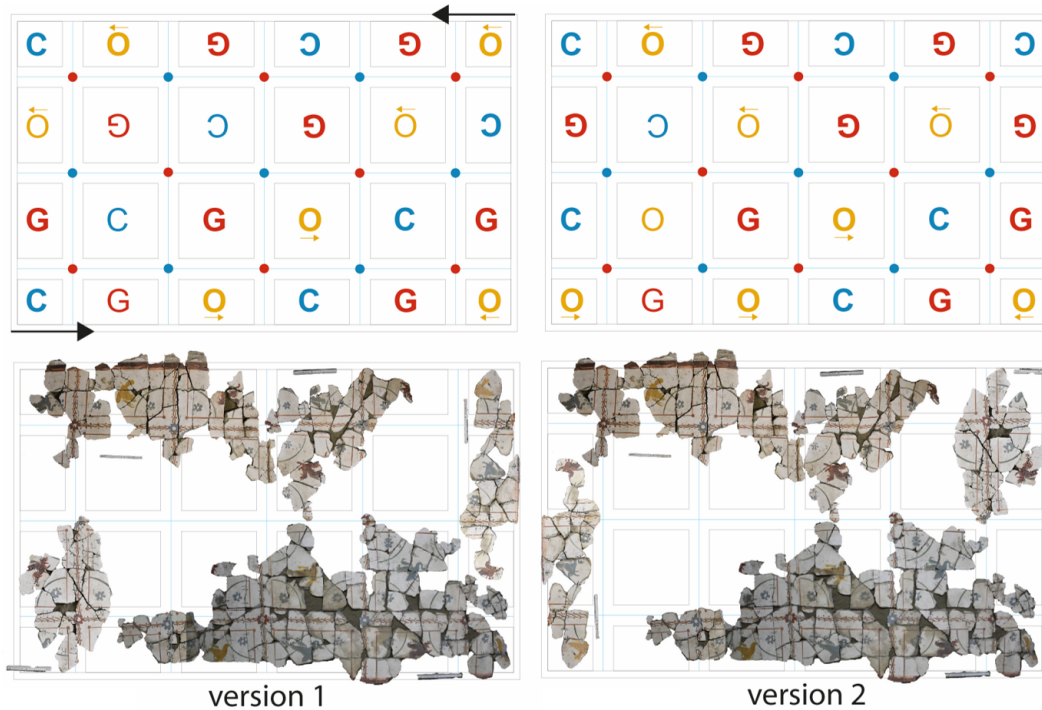 C O G C G O
O G C G O C
G C G O C G
C G O C G O
C O G C G C
G C O G O G
C O G O C G
O G O C G O
version 1
version 2